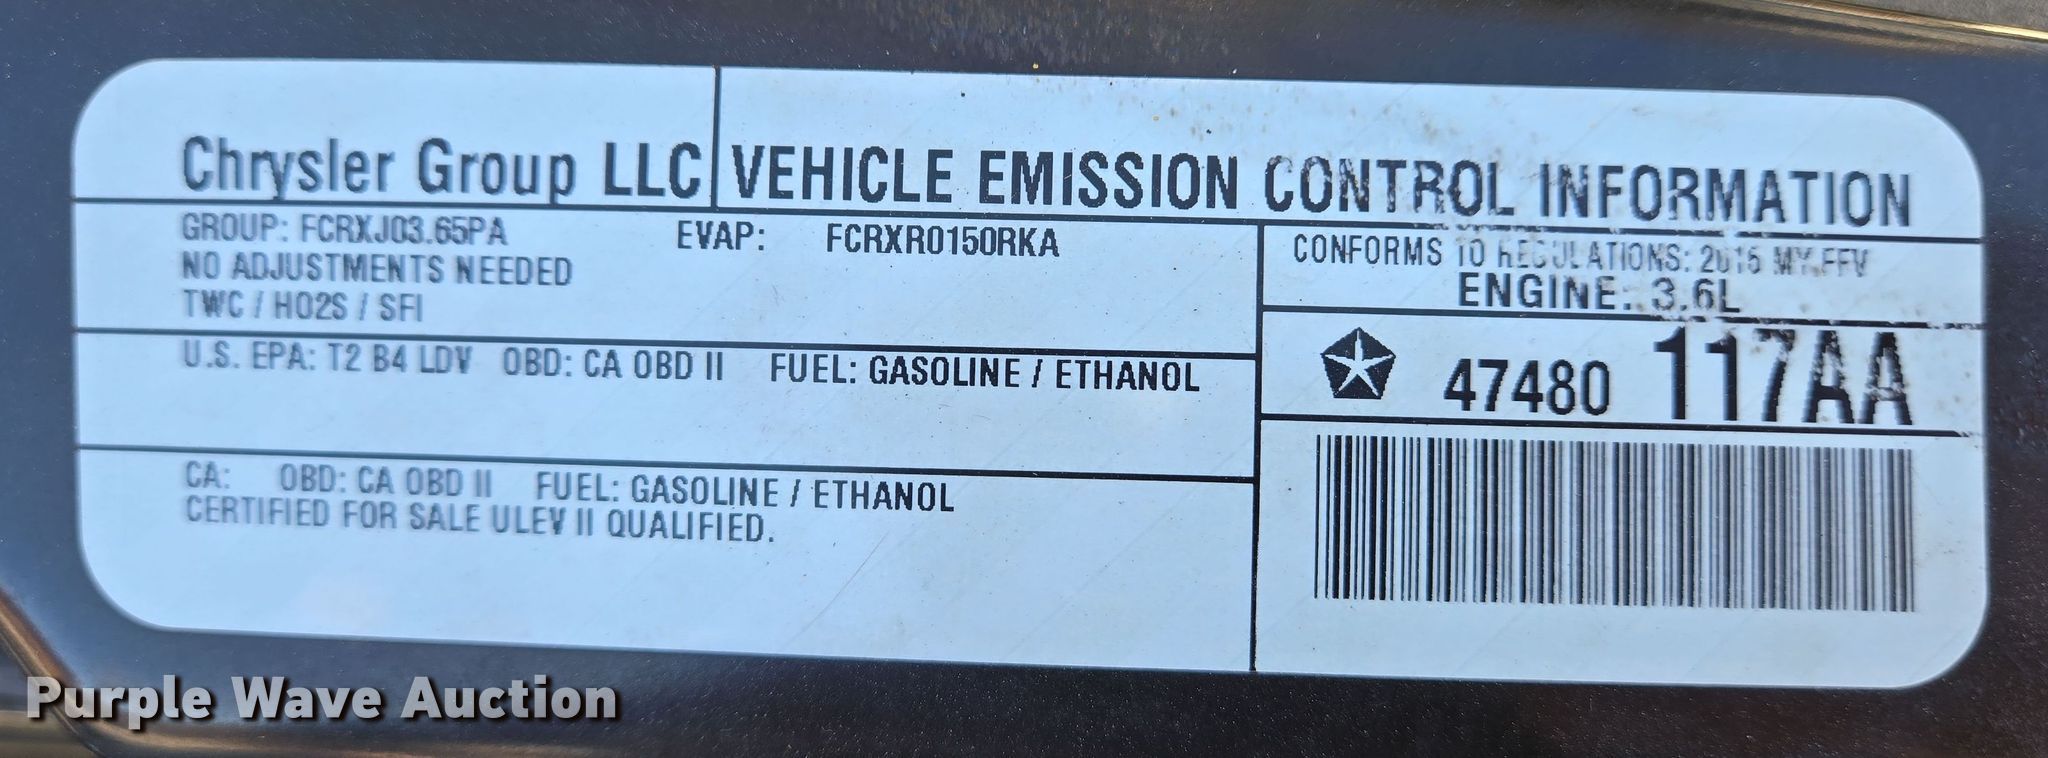 Chrysler Group LLC VEHICLE EMISSION CONTROL INFORMATION
GROUP: FCRXJ03.65PA EVAP: FCRXR0150RKA
NO ADJUSTMENTS NEEDED
TWC / HO2S / SFI
CONFORMS TO REGULATIONS: 2015 MY FFV
ENGINE: 3.6L
U.S. EPA: T2 B4 LDV OBD: CA OBD II FUEL: GASOLINE / ETHANOL
47480 117AA
CA: OBD: CA OBD II FUEL: GASOLINE / ETHANOL
CERTIFIED FOR SALE ULEV II QUALIFIED.
Purple Wave Auction